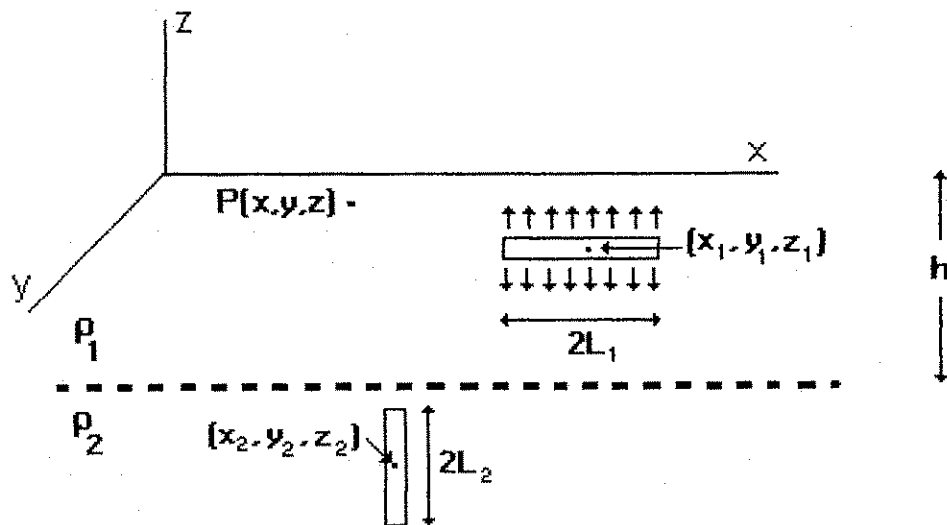 z
x
P(x,y,z)
(x₁, y₁, z₁)
h
y
ρ₁
2L₁
ρ₂
(x₂, y₂, z₂)
2L₂